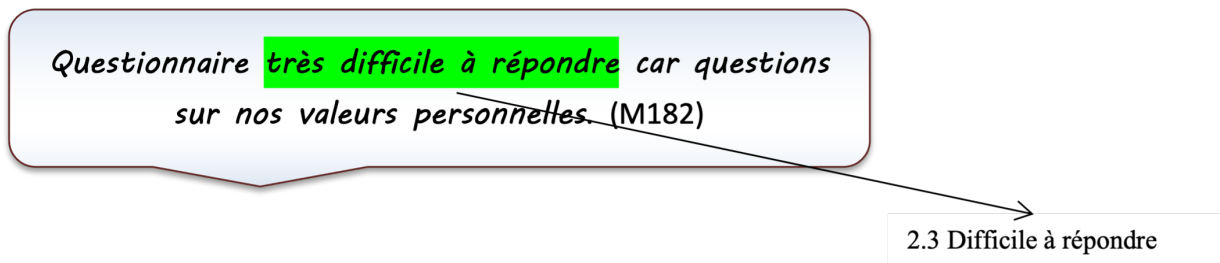 Questionnaire très difficile à répondre car questions
sur nos valeurs personnelles. (M182)
2.3 Difficile à répondre